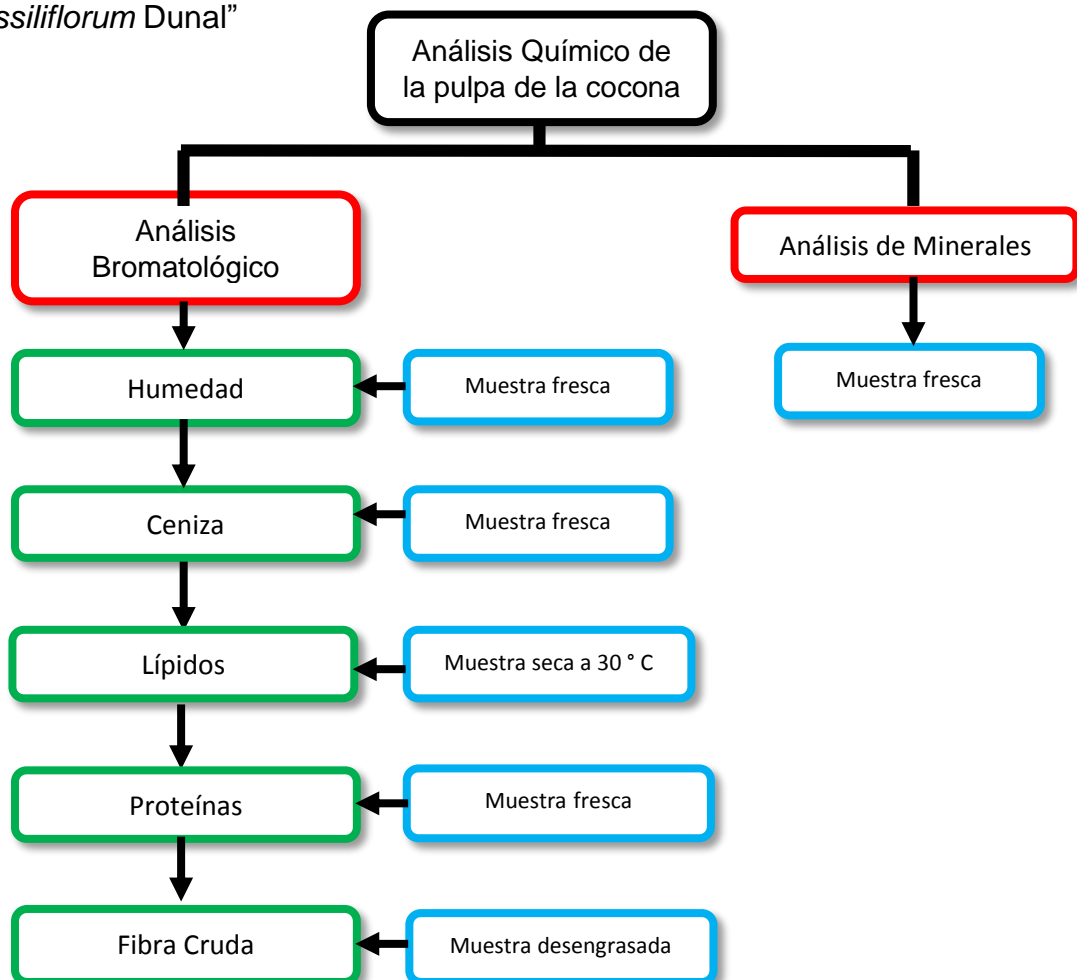 ssiliflorum Dunal”
Análisis Químico de
la pulpa de la cocona
Análisis
Bromatológico
Análisis de Minerales
Humedad
Muestra fresca
Muestra fresca
Ceniza
Muestra fresca
Lípidos
Muestra seca a 30 ° C
Proteínas
Muestra fresca
Fibra Cruda
Muestra desengrasada